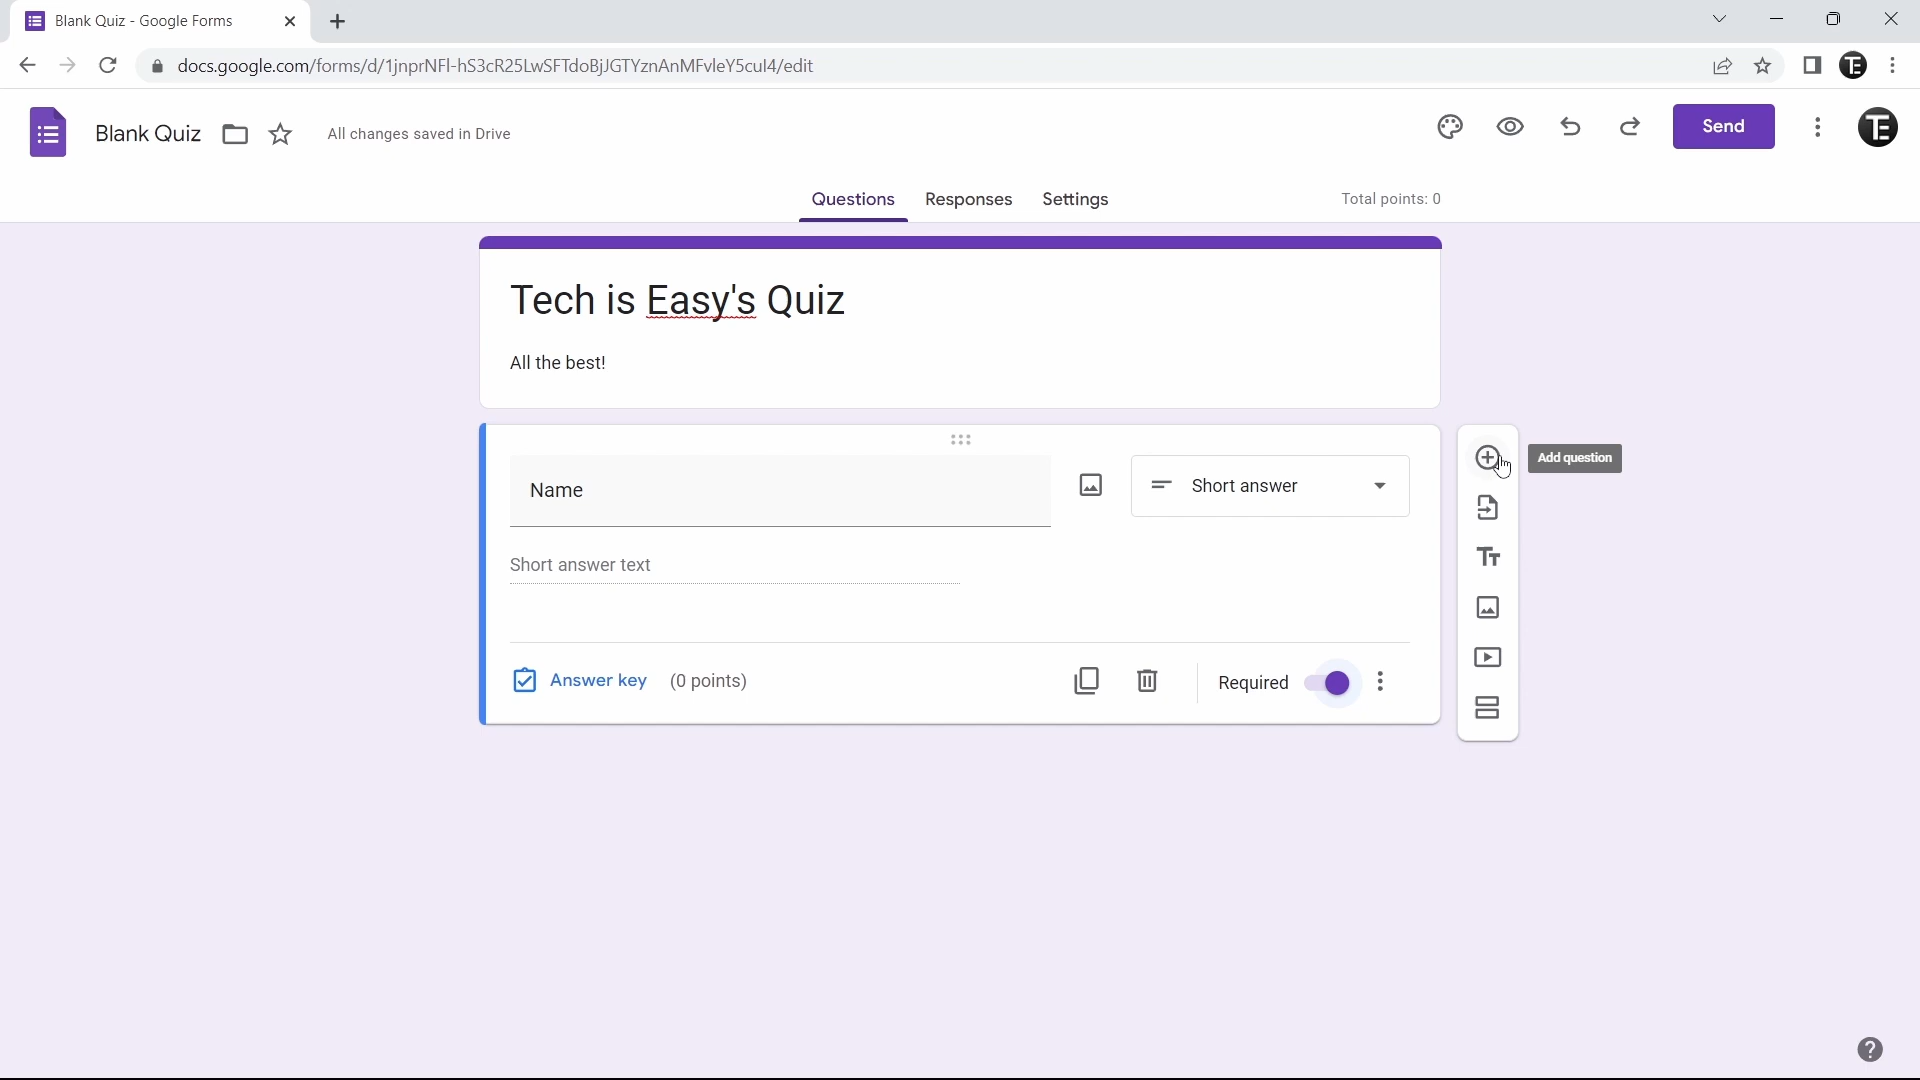 Blank Quiz - Google Forms
docs.google.com/forms/d/1jnprNFl-hS3cR25LwSFTdoBjJGTYznAnMFvleY5cul4/edit
TE
Blank Quiz
All changes saved in Drive
Send
TE
Questions
Responses
Settings
Total points: 0
Tech is Easy's Quiz
All the best!
Name
Short answer
Add question
Short answer text
Answer key
(0 points)
Required